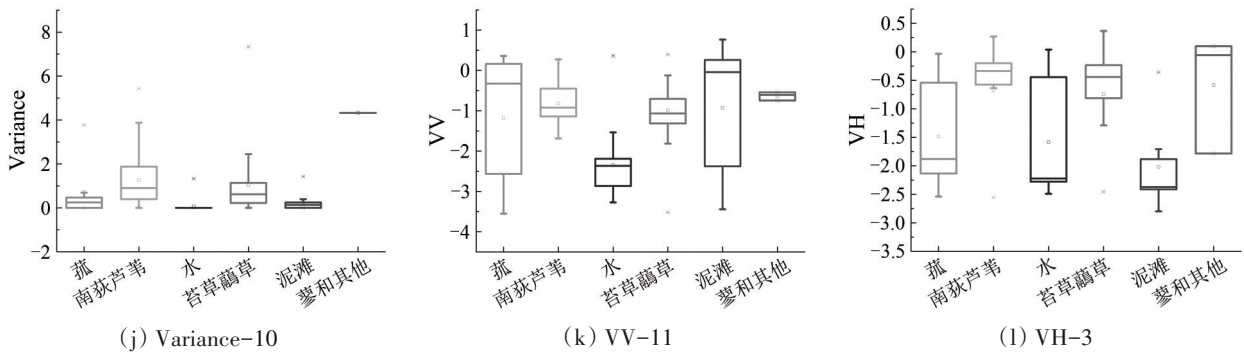 8
6
4
2
0
−2
Variance
菰
南荻芦苇
水
苔草藨草
泥滩
蓼和其他
(j) Variance−10
1
0
−1
−2
−3
−4
VV
菰
南荻芦苇
水
苔草藨草
泥滩
蓼和其他
(k) VV−11
0.5
0
−0.5
−1.0
−1.5
−2.0
−2.5
−3.0
−3.5
VH
菰
南荻芦苇
水
苔草藨草
泥滩
蓼和其他
(l) VH−3